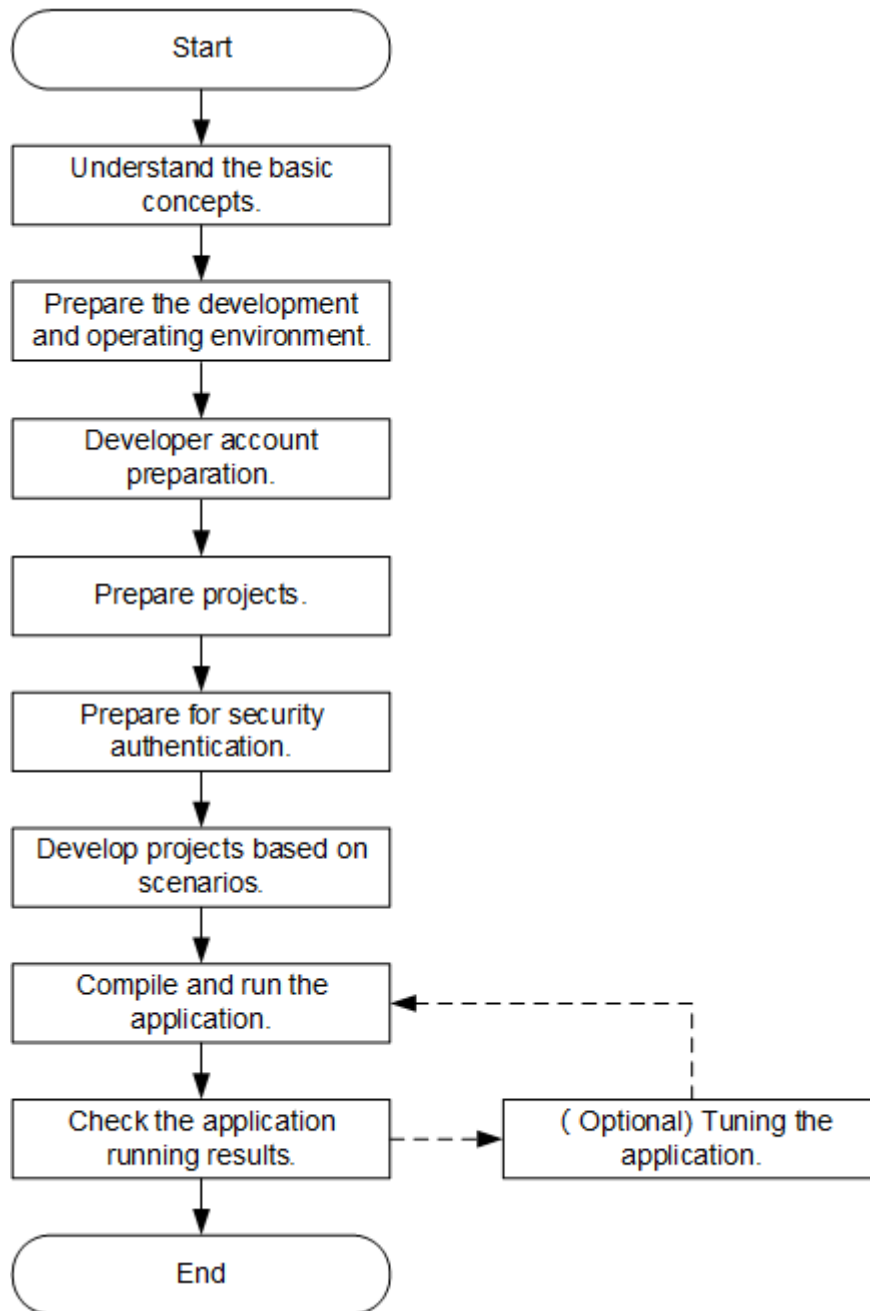 Start
Understand the basic
concepts.
Prepare the development
and operating environment.
Developer account
preparation.
Prepare projects.
Prepare for security
authentication.
Develop projects based on
scenarios.
Compile and run the
application.
Check the application
running results.
( Optional) Tuning the
application.
End